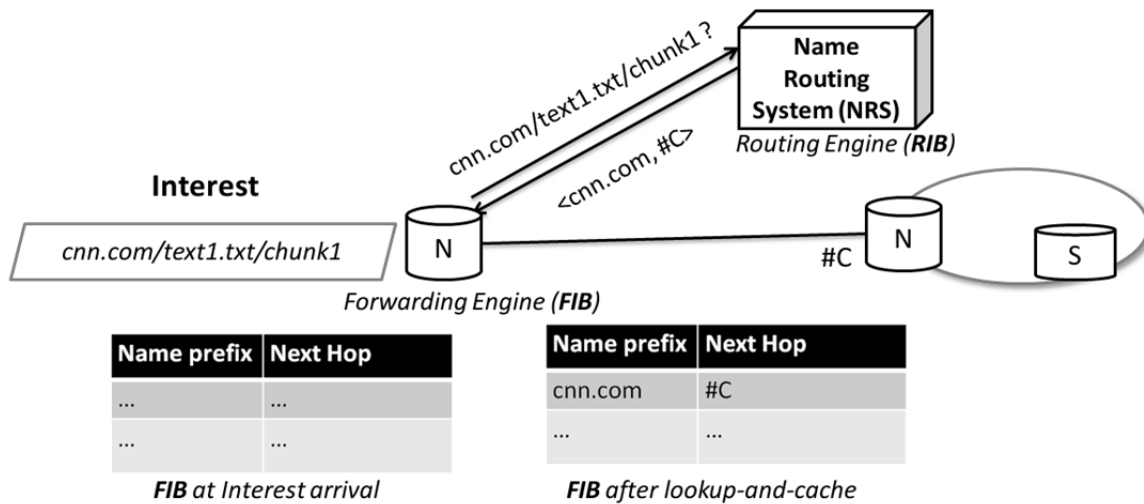 cnn.com/text1.txt/chunk1 ?
<cnn.com, #C>
Name
Routing
System (NRS)
Routing Engine (RIB)
Interest
cnn.com/text1.txt/chunk1
N
Forwarding Engine (FIB)
#C
N
S
Name prefix Next Hop
... ...
... ...
FIB at Interest arrival
Name prefix Next Hop
cnn.com #C
... ...
FIB after lookup-and-cache